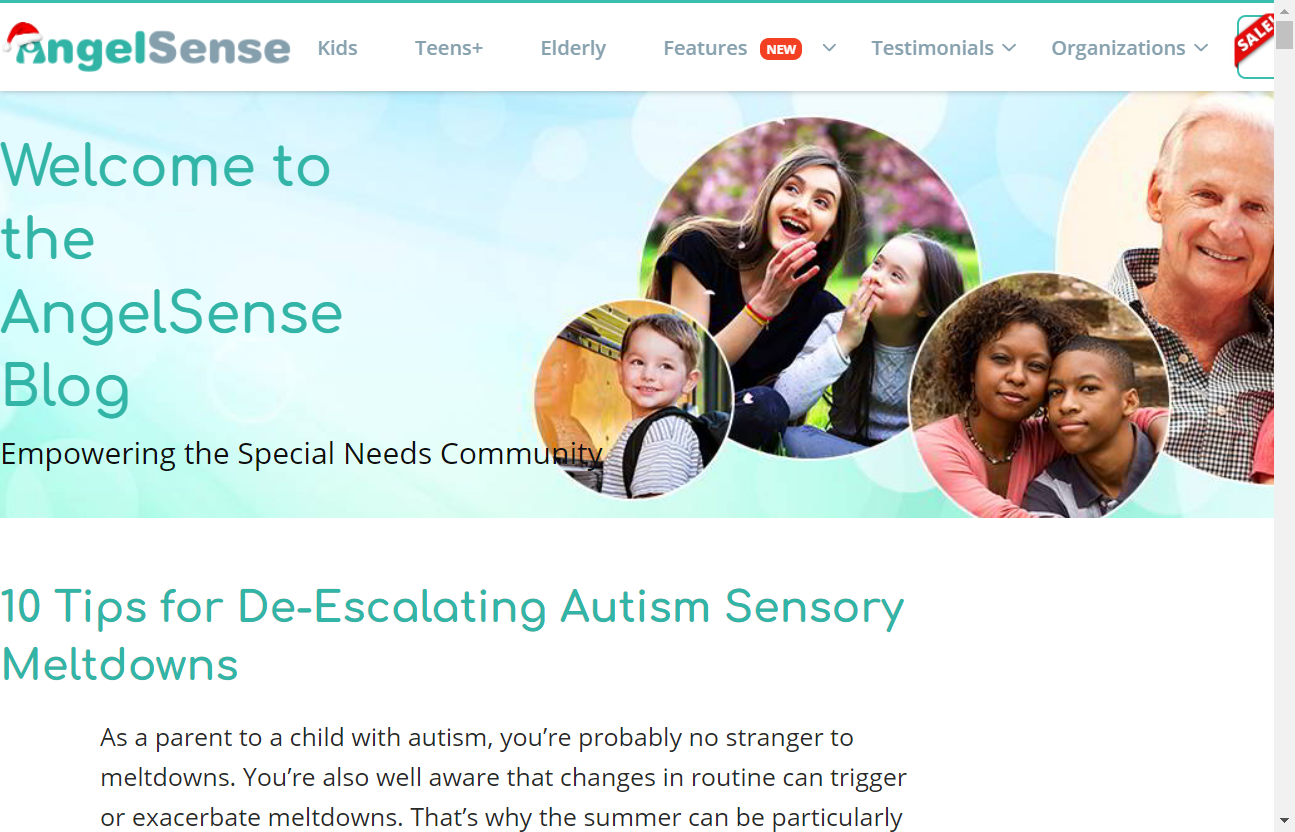 AngelSense Kids Teens+ Elderly Features NEW Testimonials Organizations SALE!
Welcome to
the
AngelSense
Blog
Empowering the Special Needs Community
10 Tips for De-Escalating Autism Sensory
Meltdowns
As a parent to a child with autism, you’re probably no stranger to
meltdowns. You’re also well aware that changes in routine can trigger
or exacerbate meltdowns. That’s why the summer can be particularly